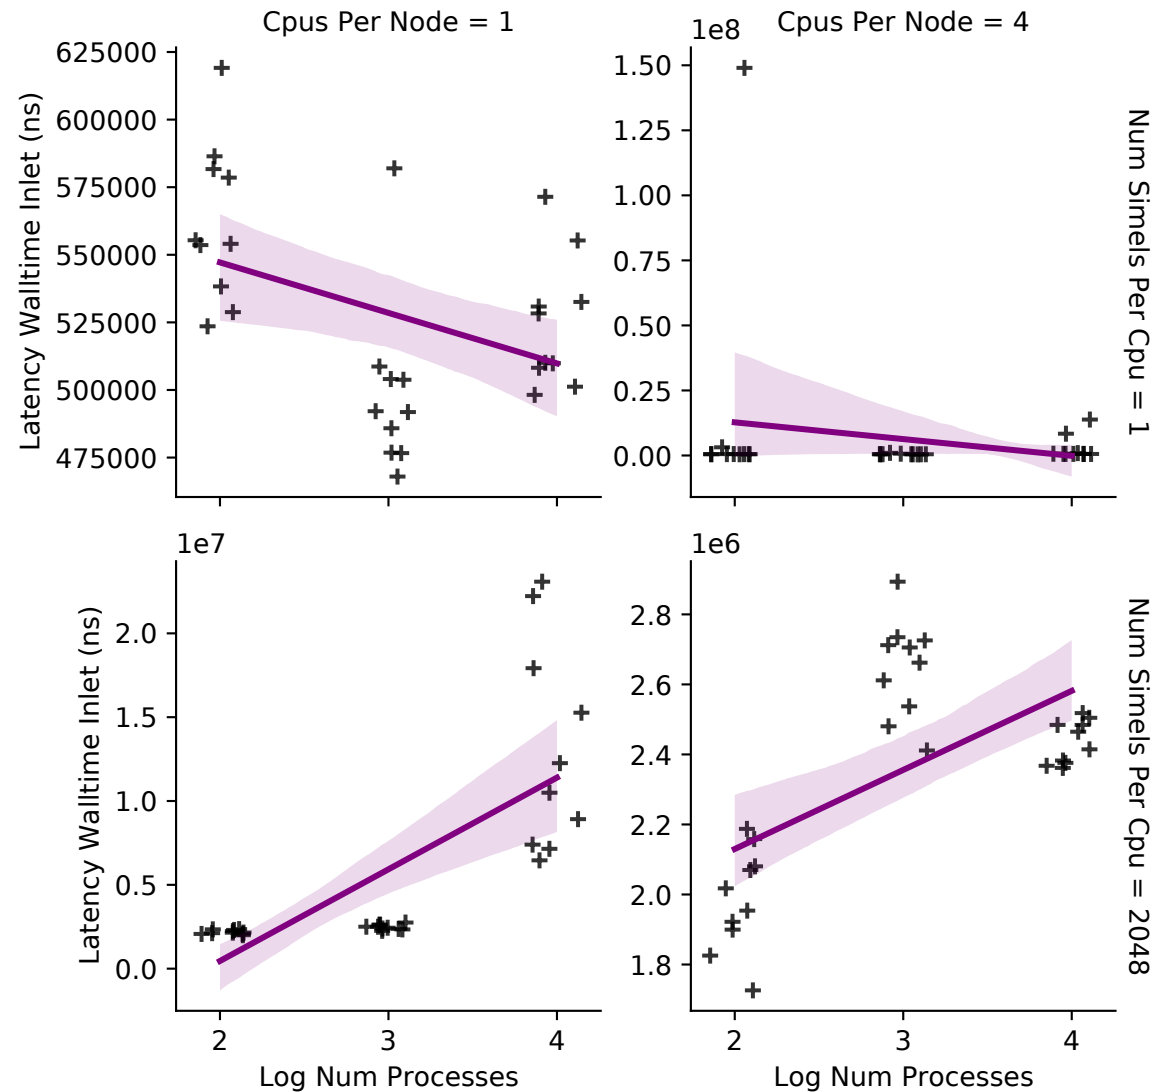 Cpus Per Node = 1
Cpus Per Node = 4
Latency Walltime Inlet (ns)
625000
600000
575000
550000
525000
500000
475000
1e8
1.50
1.25
1.00
0.75
0.50
0.25
0.00
Num Simels Per Cpu = 1
Latency Walltime Inlet (ns)
1e7
2.0
1.5
1.0
0.5
0.0
2
3
4
Log Num Processes
1e6
2.8
2.6
2.4
2.2
2.0
1.8
2
3
4
Log Num Processes
Num Simels Per Cpu = 2048